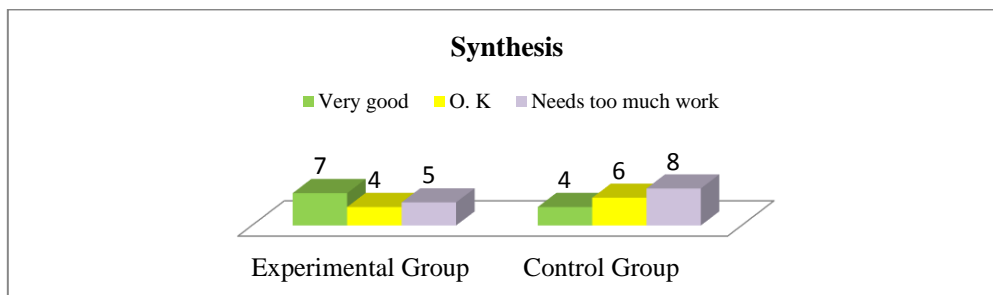 Synthesis
Very good O. K Needs too much work
7 4 5 4 6 8
Experimental Group Control Group